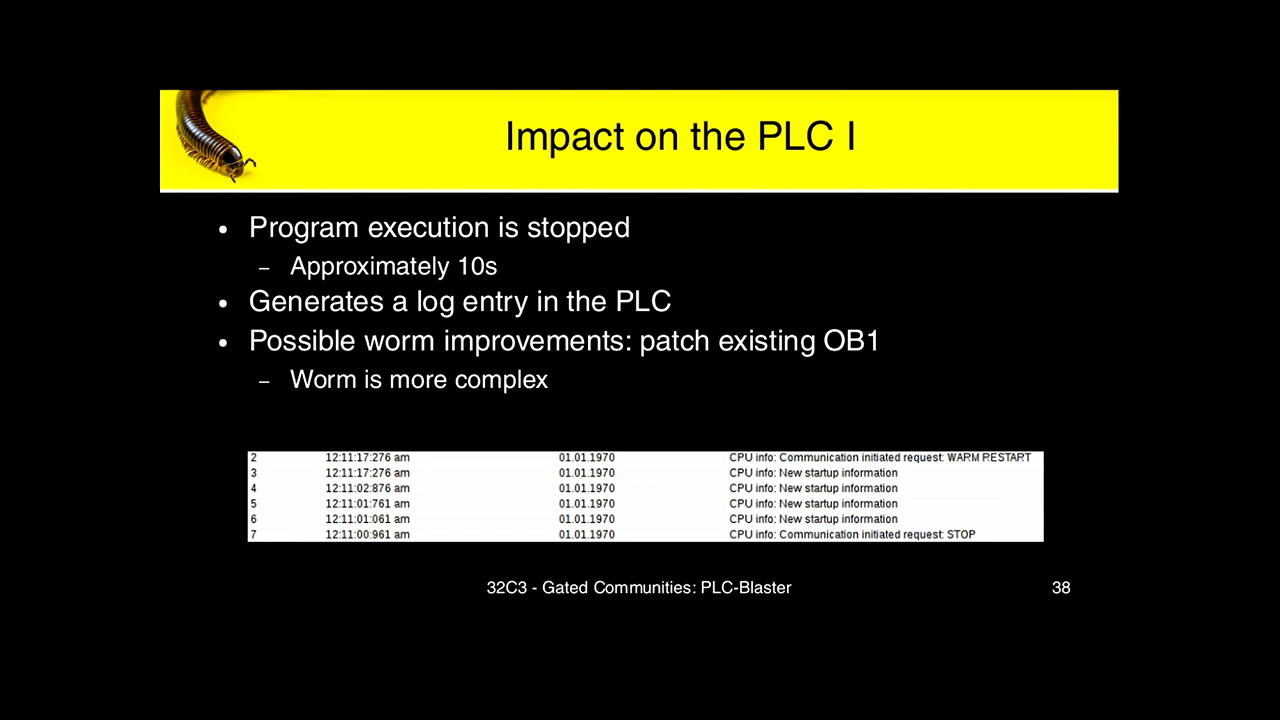 Impact on the PLC I
• Program execution is stopped
– Approximately 10s
• Generates a log entry in the PLC
• Possible worm improvements: patch existing OB1
– Worm is more complex
2 12:11:17:276 am 01.01.1970 CPU info: Communication initiated request: WARM RESTART
3 12:11:17:276 am 01.01.1970 CPU info: New startup information
4 12:11:02:876 am 01.01.1970 CPU info: New startup information
5 12:11:01:761 am 01.01.1970 CPU info: New startup information
6 12:11:01:061 am 01.01.1970 CPU info: New startup information
7 12:11:00:961 am 01.01.1970 CPU info: Communication initiated request: STOP
32C3 - Gated Communities: PLC-Blaster 38